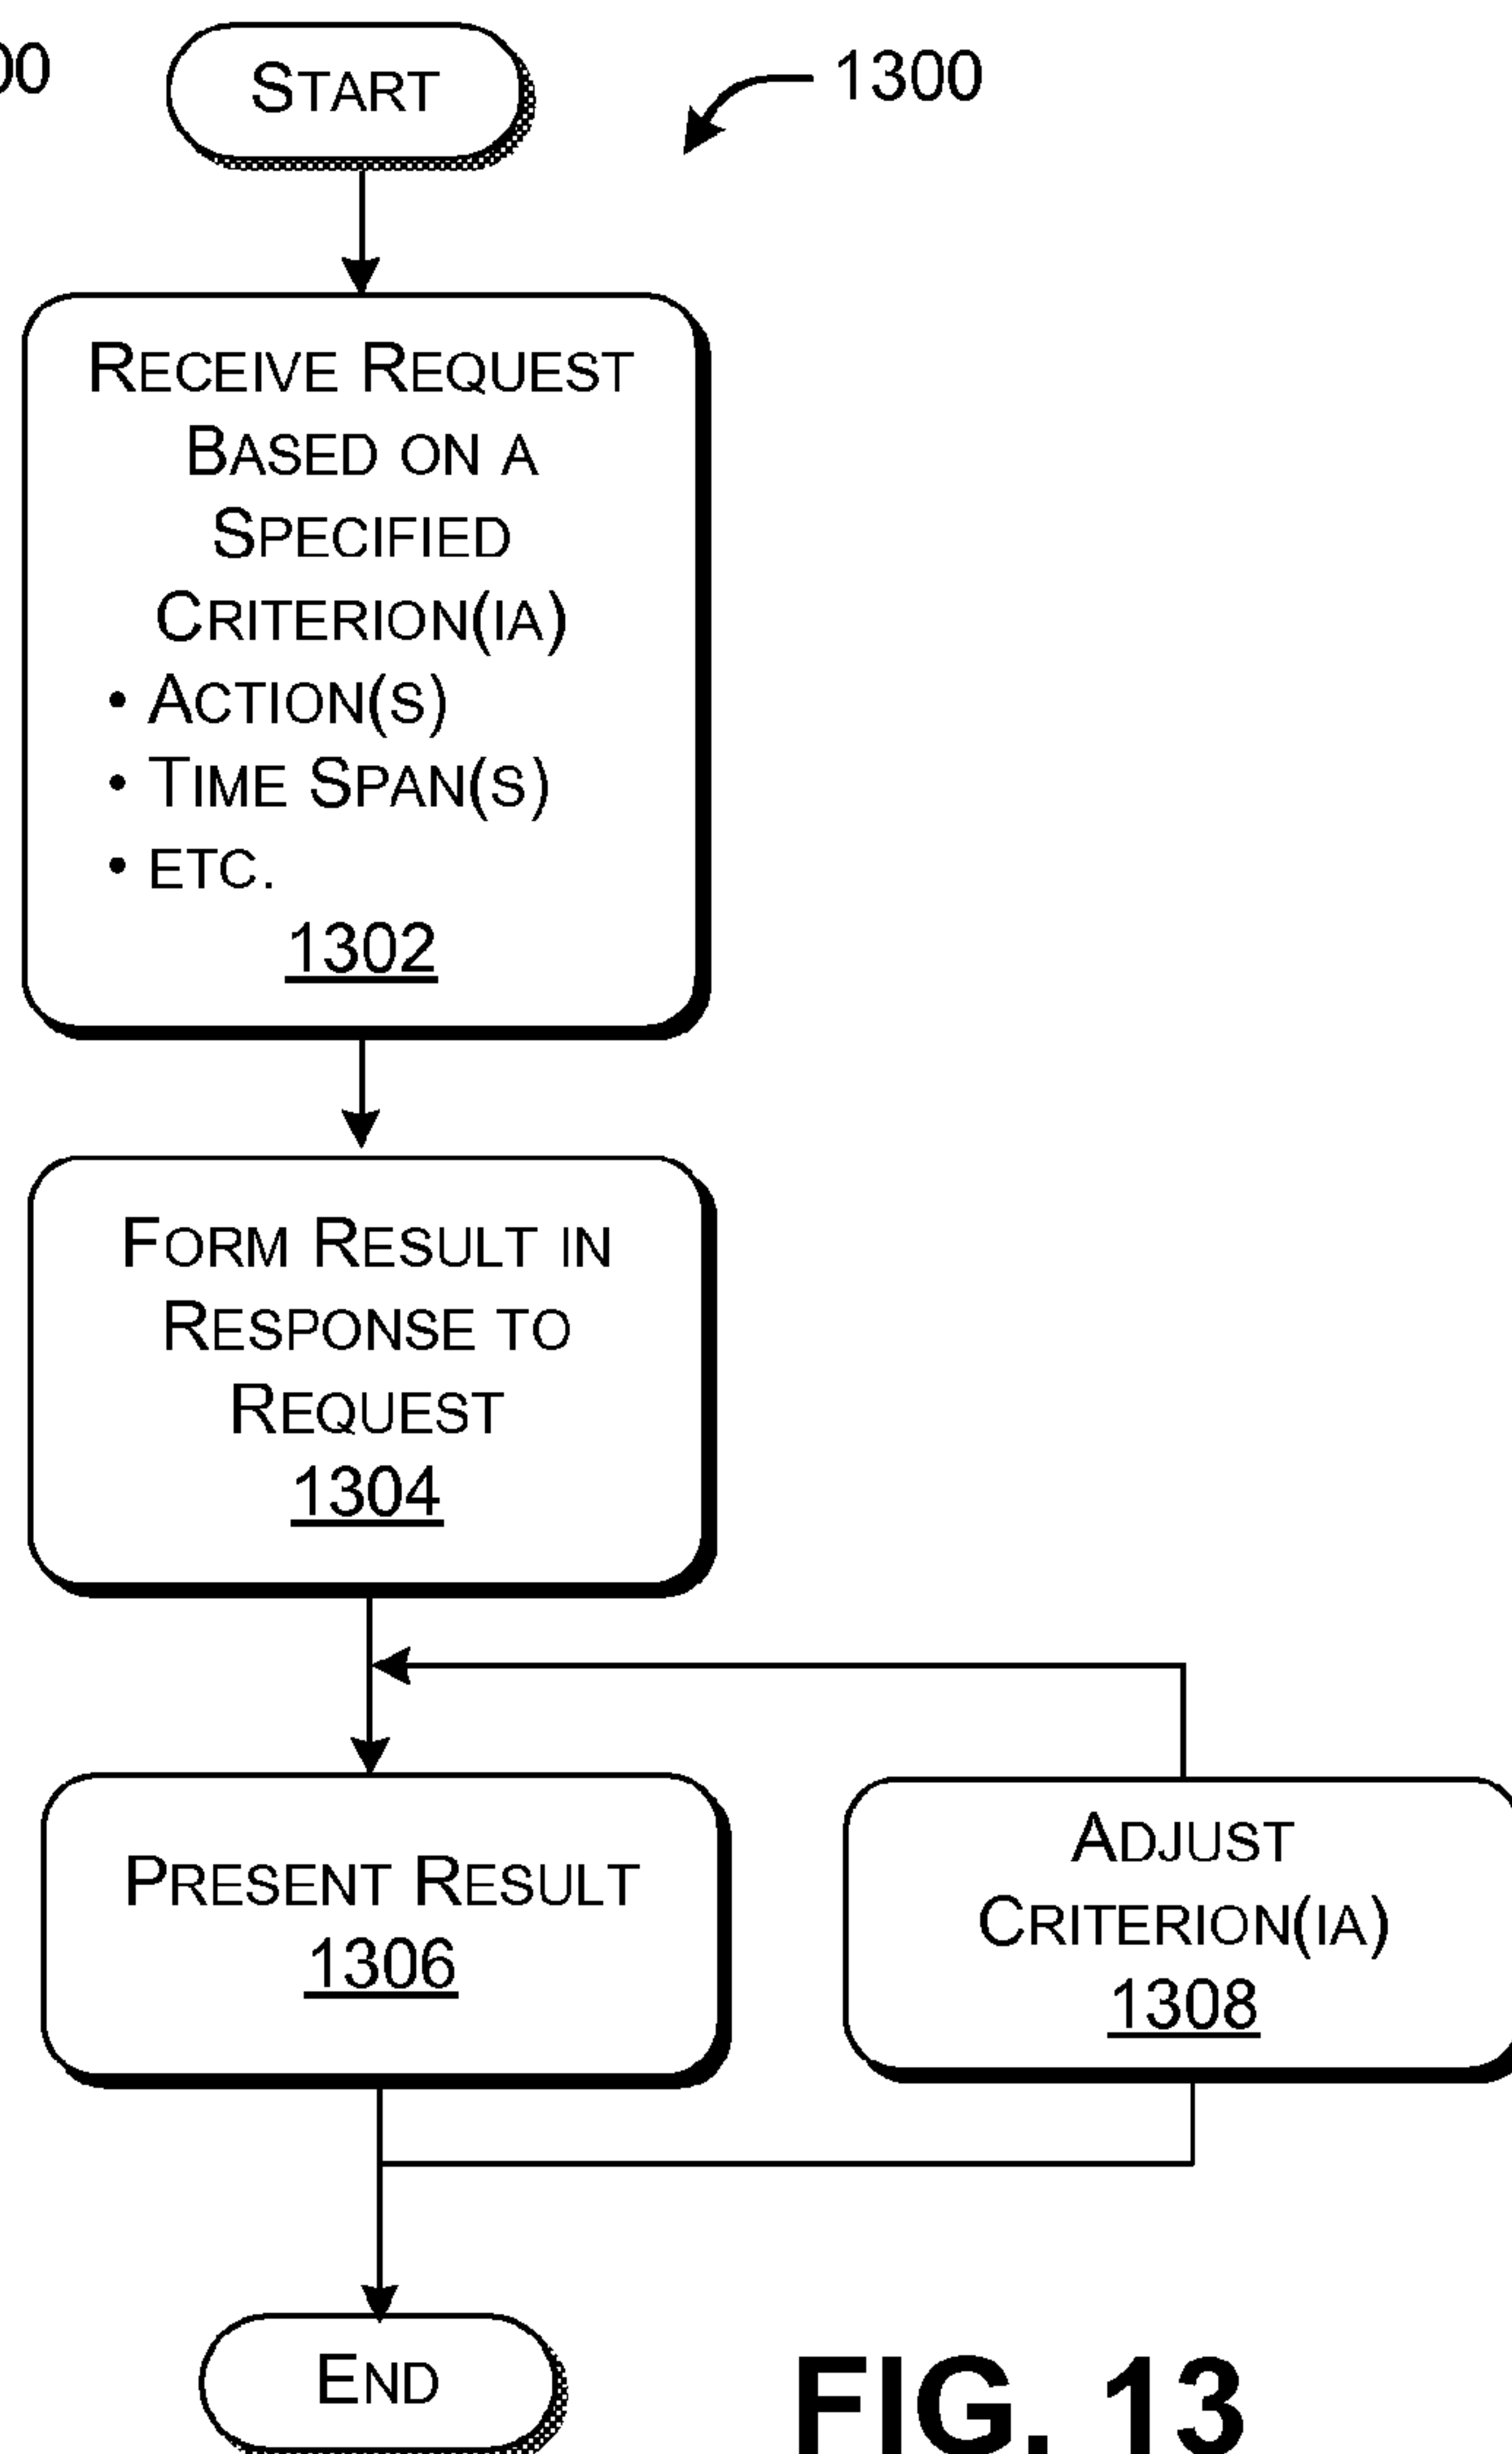 00
START
1300
RECEIVE REQUEST
BASED ON A
SPECIFIED
CRITERION(IA)
• ACTION(S)
• TIME SPAN(S)
• ETC.
1302
FORM RESULT IN
RESPONSE TO
REQUEST
1304
PRESENT RESULT
1306
ADJUST
CRITERION(IA)
1308
END
FIG. 13